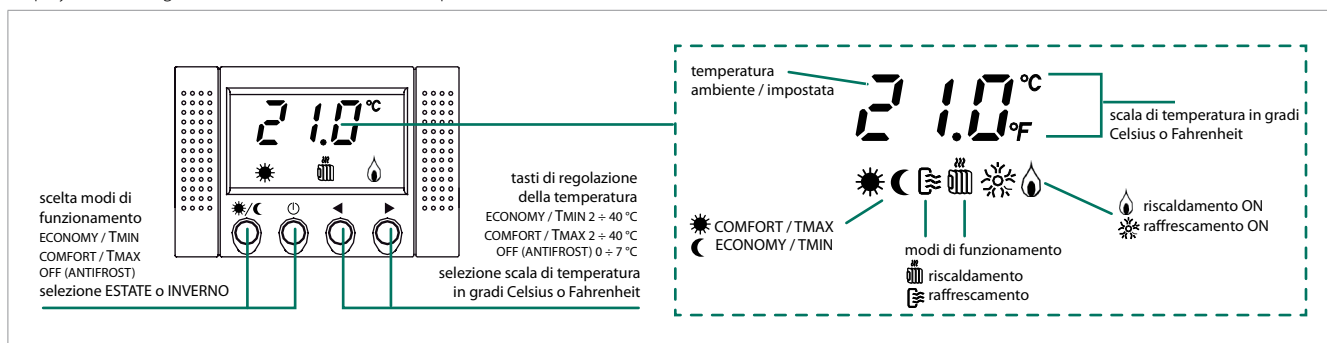 21.0 °C
scelta modi di
funzionamento
ECONOMY / TMIN
COMFORT / TMAX
OFF (ANTIFROST)
selezione ESTATE o INVERNO
tasti di regolazione
della temperatura
ECONOMY / TMIN 2 ÷ 40 °C
COMFORT / TMAX 2 ÷ 40 °C
OFF (ANTIFROST) 0 ÷ 7 °C
selezione scala di temperatura
in gradi Celsius o Fahrenheit
temperatura
ambiente / impostata
21.0 °C
°F
scala di temperatura in gradi
Celsius o Fahrenheit
COMFORT / TMAX
ECONOMY / TMIN
modi di funzionamento
riscaldamento
raffrescamento
riscaldamento ON
raffrescamento ON